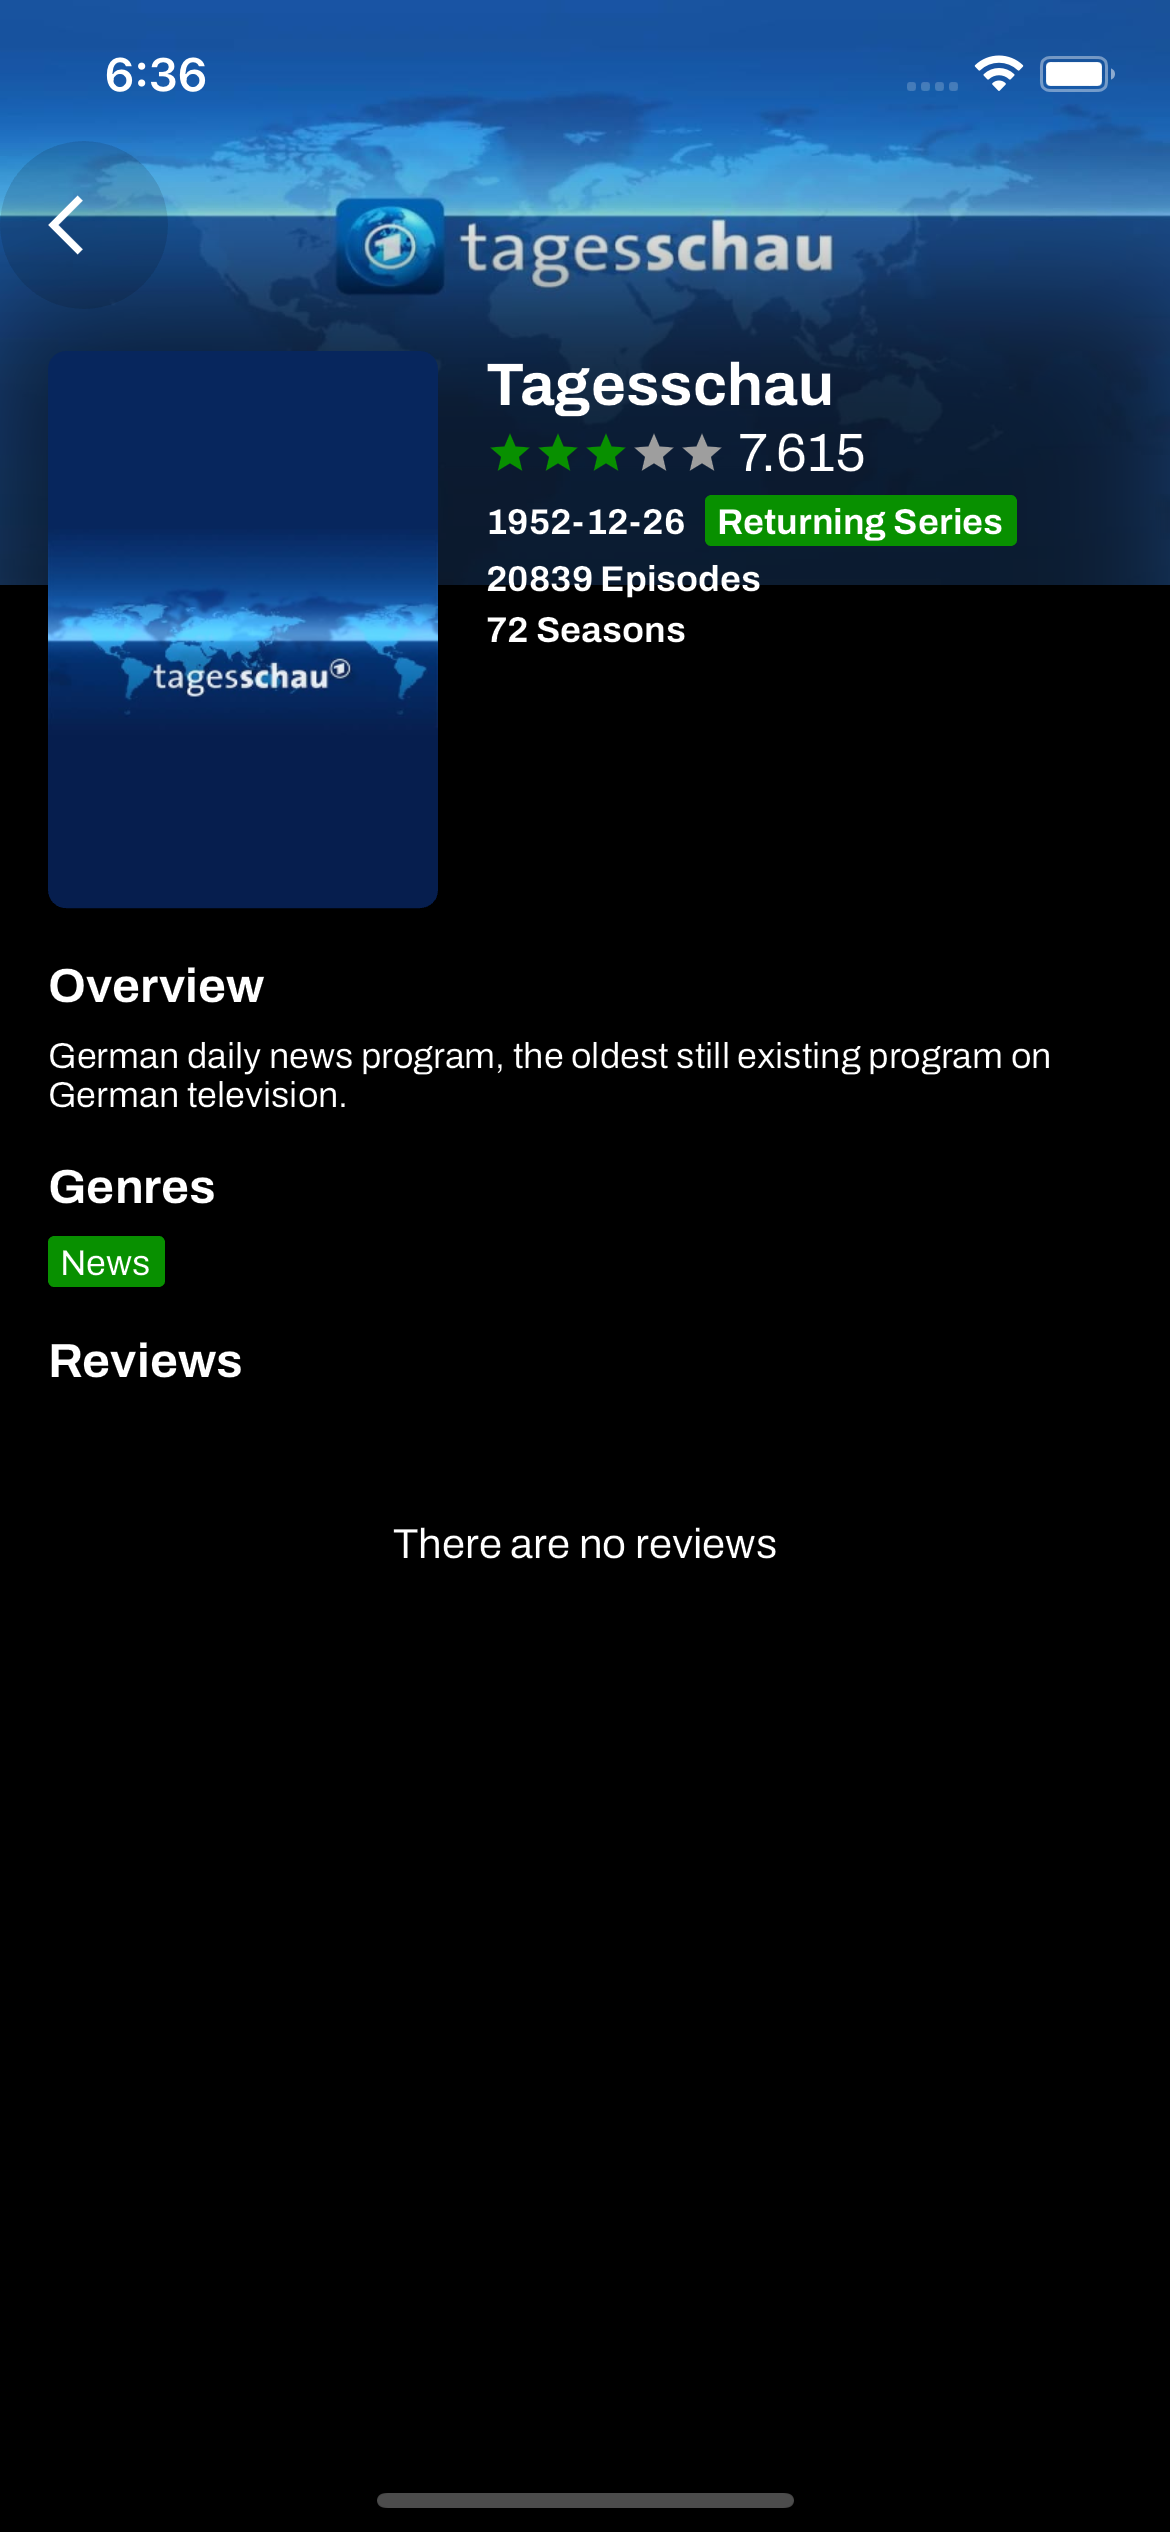 6:36
tagesschau
Tagesschau
7.615
1952-12-26 Returning Series
20839 Episodes
72 Seasons
tagesschau
Overview
German daily news program, the oldest still existing program on
German television.
Genres
News
Reviews
There are no reviews